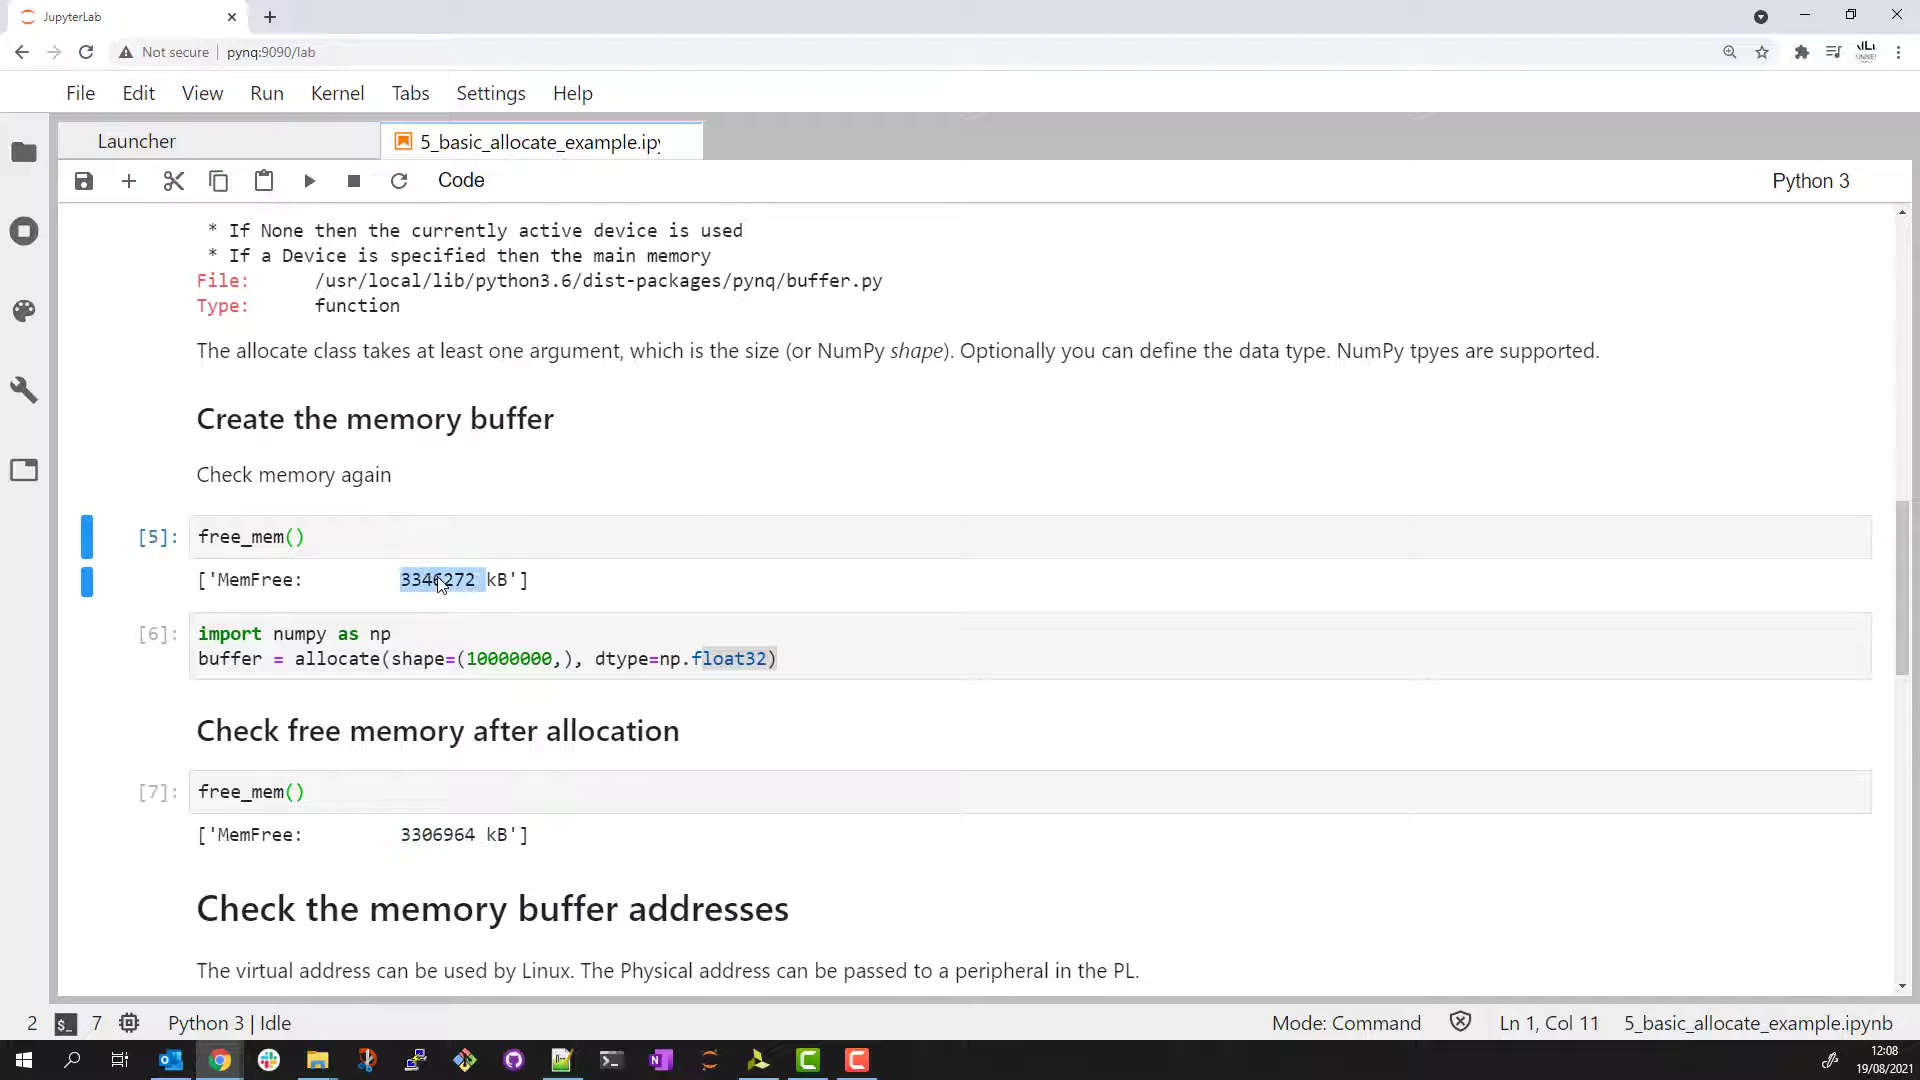 JupyterLab
Not secure
pynq:9090/lab
File Edit View Run Kernel Tabs Settings Help
Launcher
5_basic_allocate_example.ipy
Code
Python 3
* If None then the currently active device is used
* If a Device is specified then the main memory
File: /usr/local/lib/python3.6/dist-packages/pynq/buffer.py
Type: function
The allocate class takes at least one argument, which is the size (or NumPy shape). Optionally you can define the data type. NumPy tpyes are supported.
Create the memory buffer
Check memory again
[5]: free_mem()
['MemFree: 3346272 kB']
[6]: import numpy as np
buffer = allocate(shape=(10000000,), dtype=np.float32)
Check free memory after allocation
[7]: free_mem()
['MemFree: 3306964 kB']
Check the memory buffer addresses
The virtual address can be used by Linux. The Physical address can be passed to a peripheral in the PL.
2 $_ 7 Python 3 | Idle
Mode: Command
Ln 1, Col 11 5_basic_allocate_example.ipynb
12:08
19/08/2021